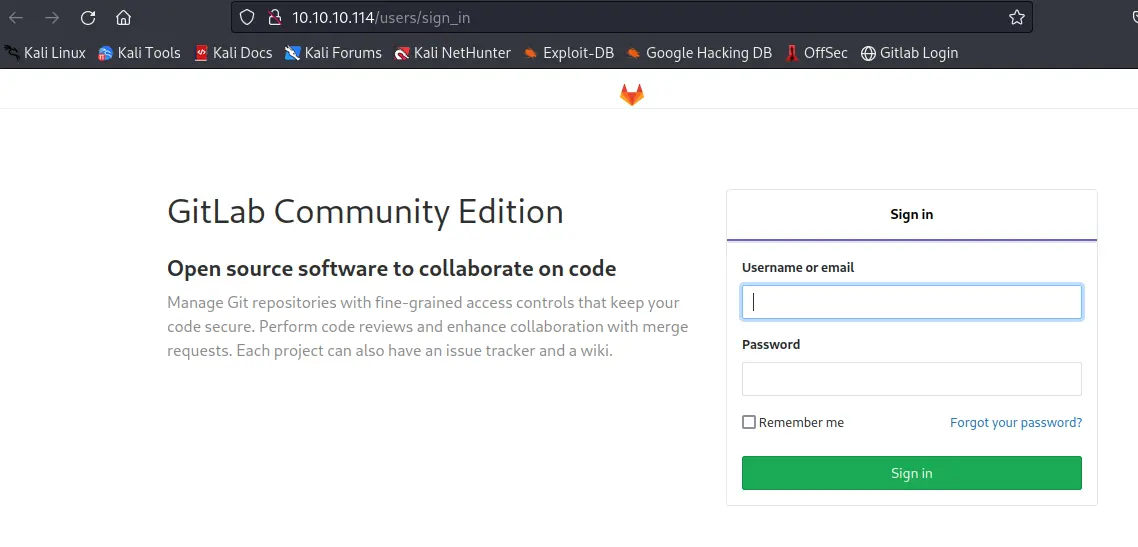 10.10.10.114/users/sign_in
Kali Linux Kali Tools Kali Docs Kali Forums Kali NetHunter Exploit-DB Google Hacking DB OffSec Gitlab Login
GitLab Community Edition
Open source software to collaborate on code
Manage Git repositories with fine-grained access controls that keep your
code secure. Perform code reviews and enhance collaboration with merge
requests. Each project can also have an issue tracker and a wiki.
Sign in
Username or email
Password
Remember me Forgot your password?
Sign in